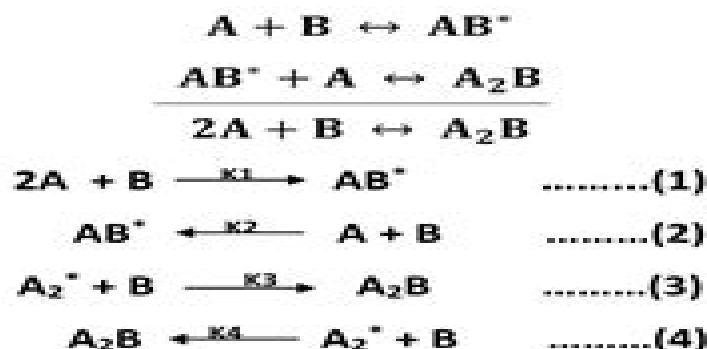 A + B ↔ AB*
AB* + A ↔ A₂B
2A + B ↔ A₂B
2A + B —K1→ AB* .........(1)
AB* ←K2— A + B .........(2)
A₂* + B —K3→ A₂B .........(3)
A₂B ←K4— A₂* + B .........(4)